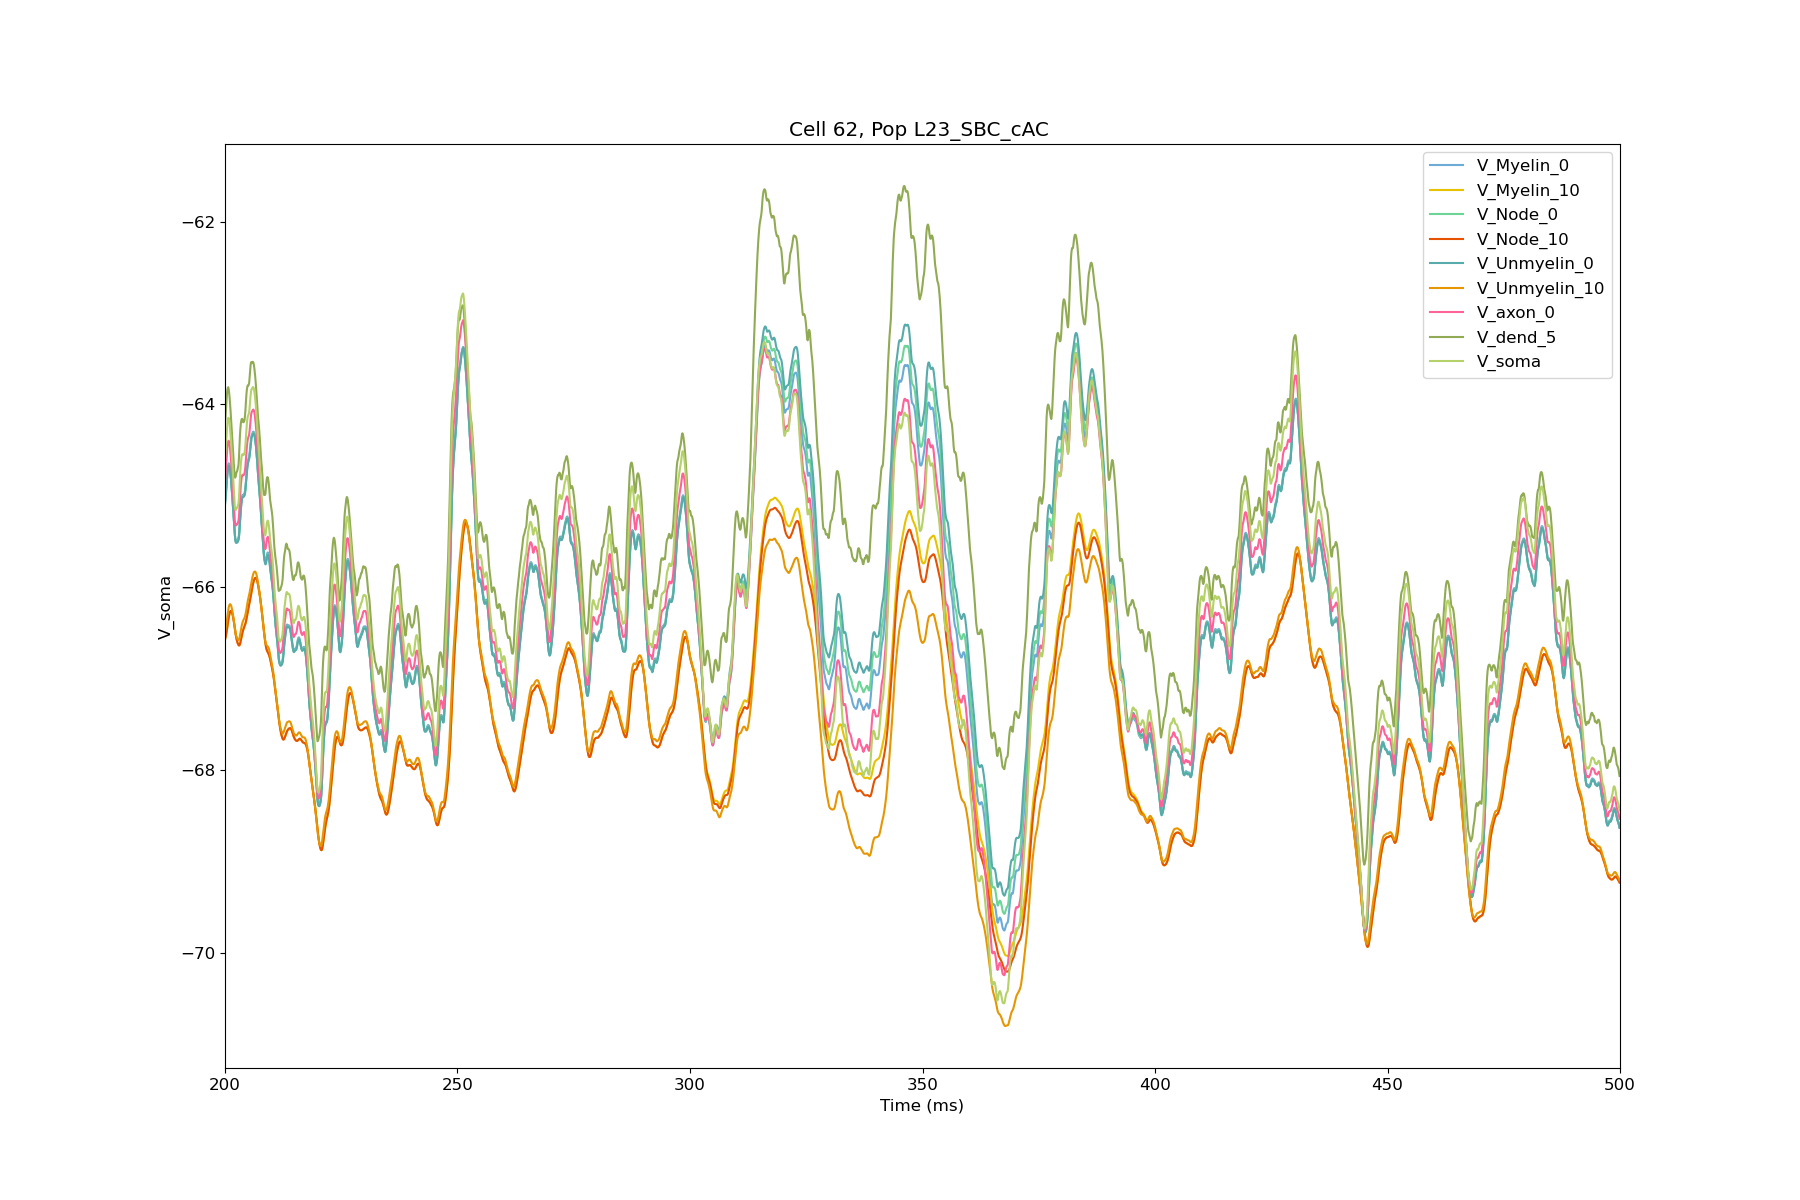 Cell 62, Pop L23_SBC_cAC
V_Myelin_0
V_Myelin_10
V_Node_0
V_Node_10
V_Unmyelin_0
V_Unmyelin_10
V_axon_0
V_dend_5
V_soma
−62
−64
−66
−68
−70
V_soma
200
250
300
350
400
450
500
Time (ms)